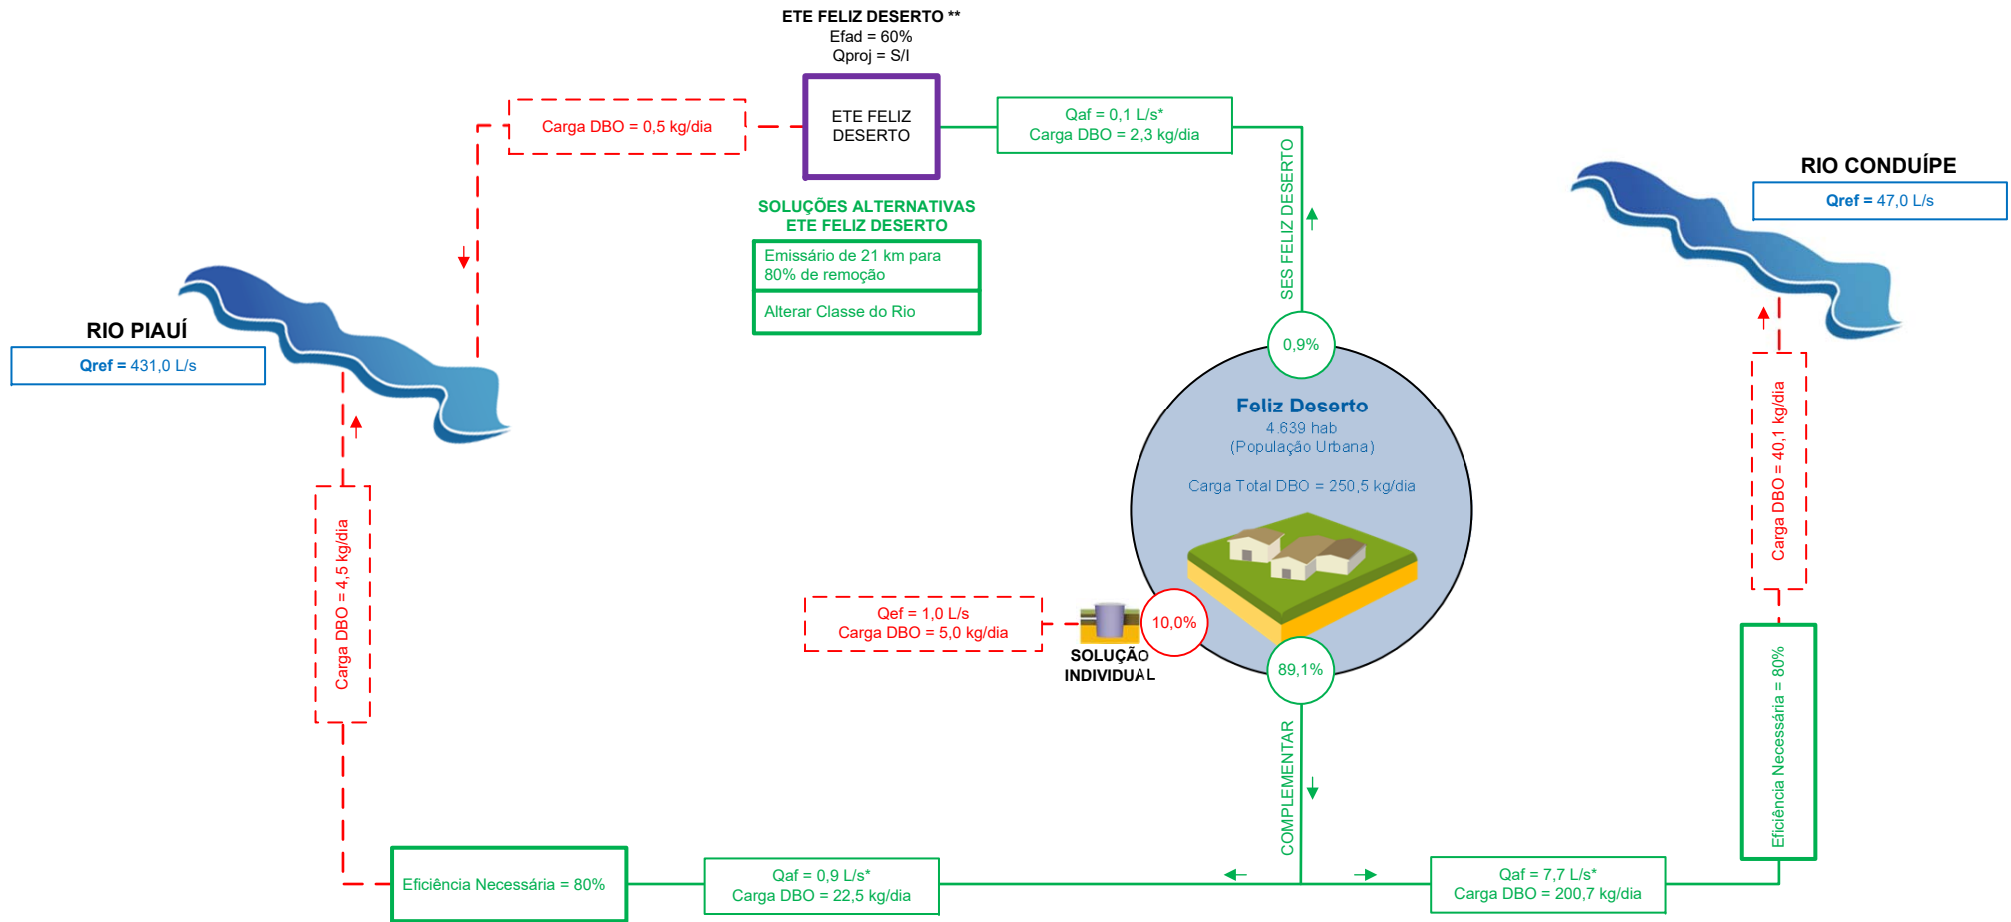 ETE FELIZ DESERTO **
Efad = 60%
Qproj = S/I
ETE FELIZ
DESERTO
Carga DBO = 0,5 kg/dia
Qaf = 0,1 L/s*
Carga DBO = 2,3 kg/dia
SOLUÇÕES ALTERNATIVAS
ETE FELIZ DESERTO
Emissário de 21 km para
80% de remoção
Alterar Classe do Rio
SES FELIZ DESERTO
RIO CONDUÍPE
Qref = 47,0 L/s
RIO PIAUÍ
Qref = 431,0 L/s
0,9%
Feliz Deserto
4.639 hab
(População Urbana)
Carga Total DBO = 250,5 kg/dia
Carga DBO = 40,1 kg/dia
Carga DBO = 4,5 kg/dia
Qef = 1,0 L/s
Carga DBO = 5,0 kg/dia
10,0%
SOLUÇÃO
INDIVIDUAL
89,1%
COMPLEMENTAR
Eficiência Necessária = 80%
Eficiência Necessária = 80%
Qaf = 0,9 L/s*
Carga DBO = 22,5 kg/dia
Qaf = 7,7 L/s*
Carga DBO = 200,7 kg/dia